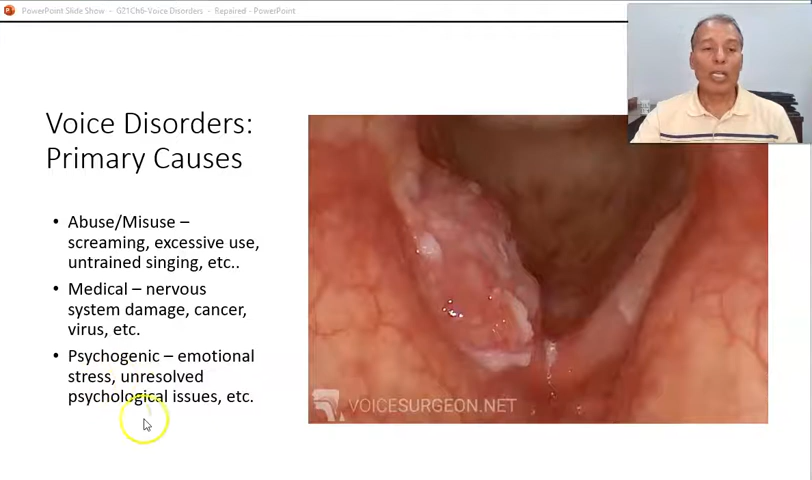 PowerPoint Slide Show - GZ1Ch6-Voice Disorders - Repaired - PowerPoint
Voice Disorders:
Primary Causes
• Abuse/Misuse –
screaming, excessive use,
untrained singing, etc..
• Medical – nervous
system damage, cancer,
virus, etc.
• Psychogenic – emotional
stress, unresolved
psychological issues, etc.
VOICESURGEON.NET